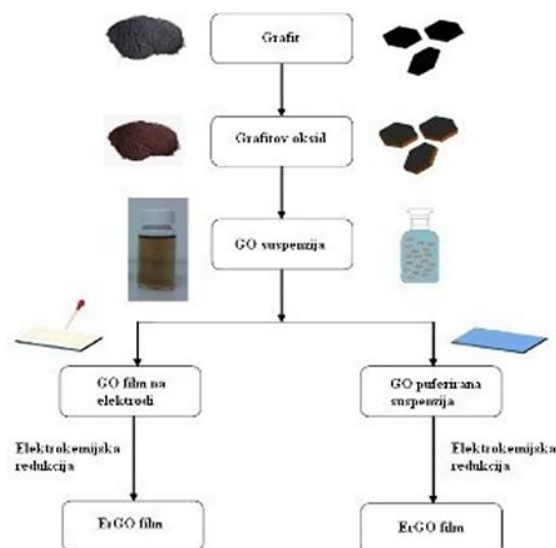 Grafit
Grafitov oksid
GO suspenzija
GO film na
elektrodi
GO puferirana
suspenzija
Elektrokemijska
redukcija
Elektrokemijska
redukcija
ErGO film
ErGO film